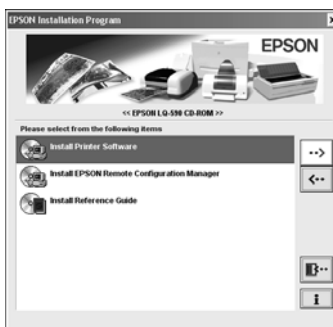 EPSON Installation Program
EPSON
<< EPSON LQ-590 CD-ROM >>
Please select from the following items
Install Printer Software
Install EPSON Remote Configuration Manager
Install Reference Guide